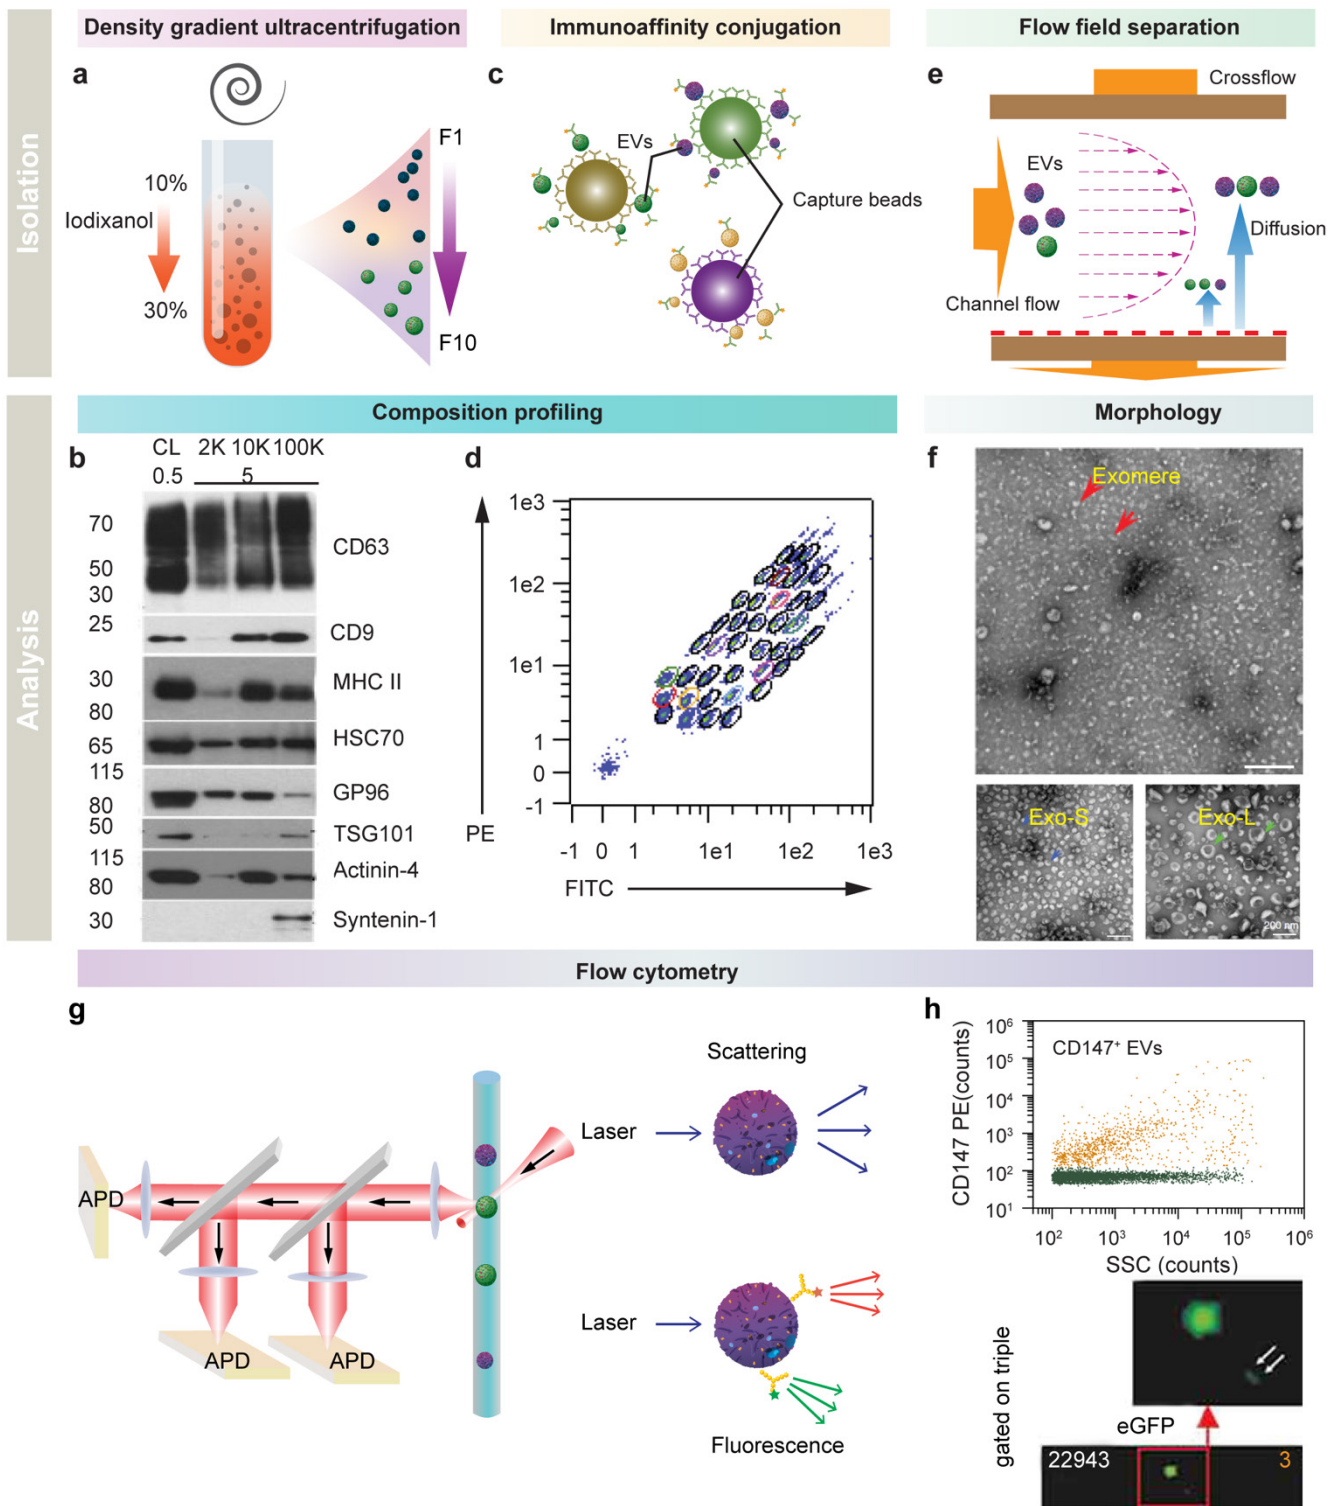 Density gradient ultracentrifugation
Immunoaffinity conjugation
Flow field separation
Isolation
a
10%
Iodixanol
30%
F1
F10
c
EVs
Capture beads
e
Crossflow
EVs
Diffusion
Channel flow
Composition profiling
Morphology
Analysis
b
CL 2K 10K 100K
0.5 5
70
50
30
CD63
25
CD9
30
MHC II
80
65
HSC70
115
80
GP96
50
TSG101
115
Actinin-4
80
30
Syntenin-1
d
1e3
1e2
1e1
1
0
-1
PE
-1 0 1 1e1 1e2 1e3
FITC
f
Exomere
Exo-S
Exo-L
200 nm
Flow cytometry
g
APD
APD
APD
Scattering
Laser
Laser
Fluorescence
h
CD147⁺ EVs
CD147 PE(counts)
10⁶
10⁵
10⁴
10³
10²
10¹
10² 10³ 10⁴ 10⁵ 10⁶
SSC (counts)
gated on triple
eGFP
22943
3